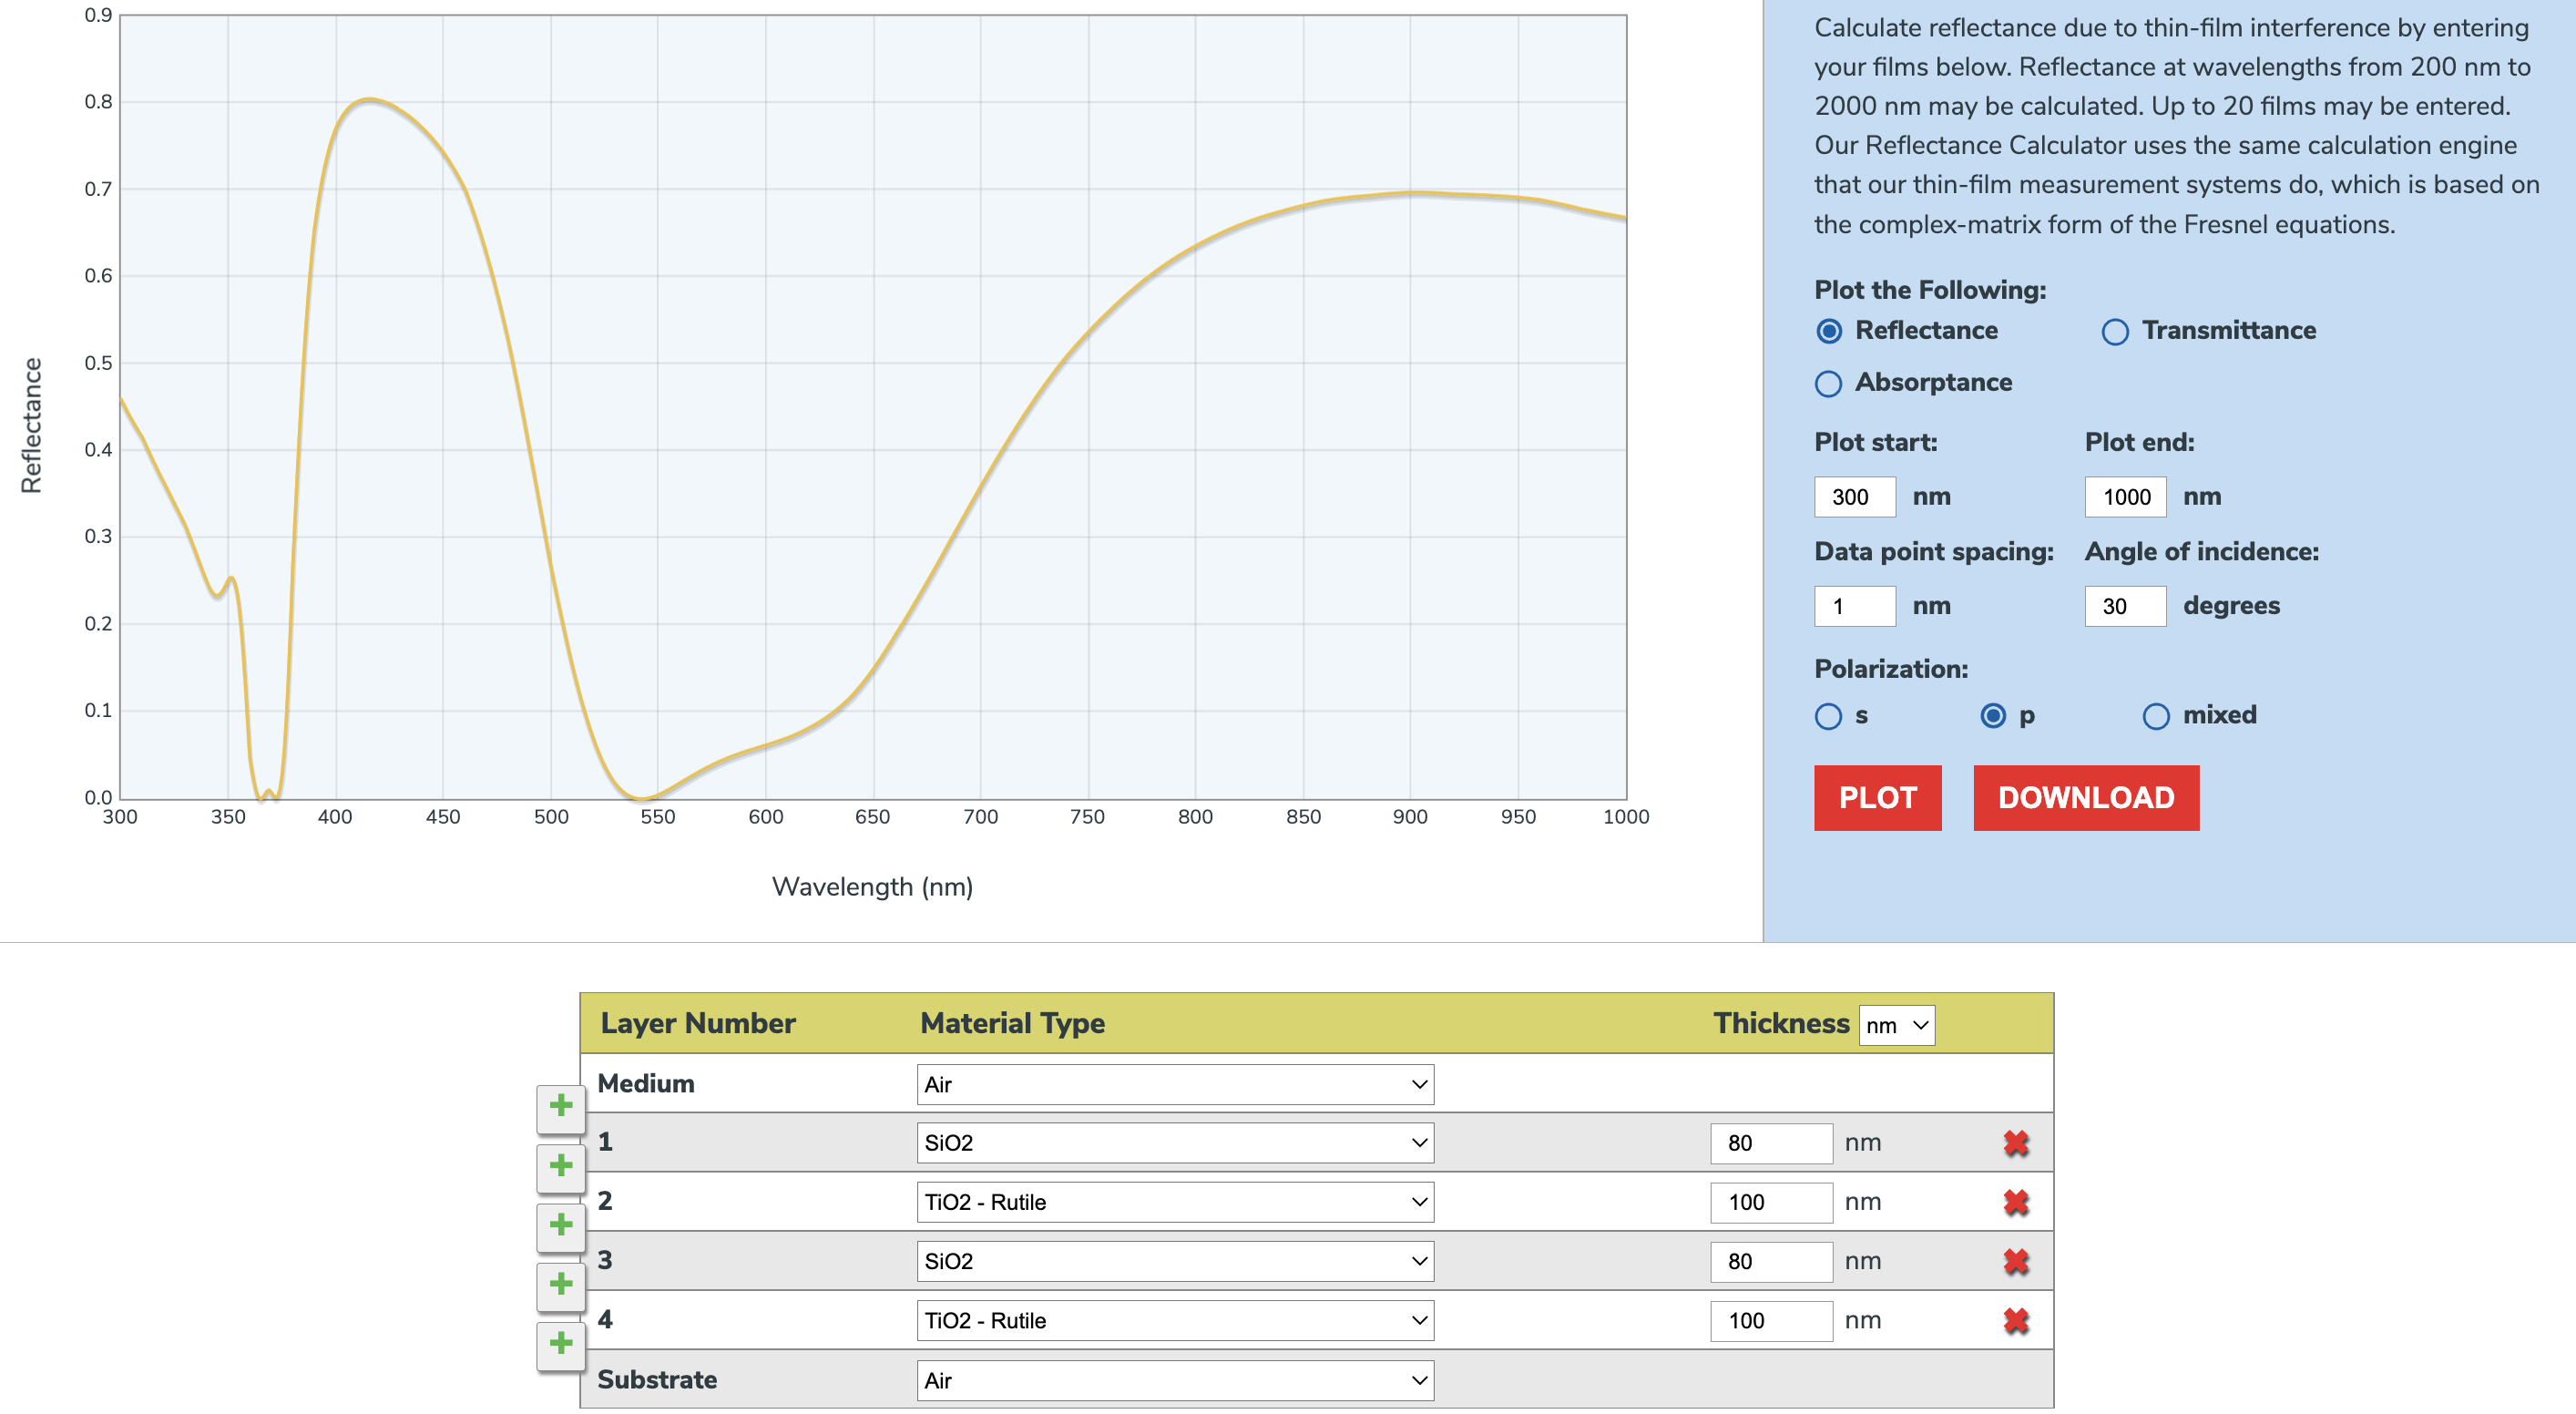 0.9
0.8
0.7
0.6
0.5
0.4
0.3
0.2
0.1
0.0
Reflectance
300 350 400 450 500 550 600 650 700 750 800 850 900 950 1000
Wavelength (nm)
Calculate reflectance due to thin-film interference by entering
your films below. Reflectance at wavelengths from 200 nm to
2000 nm may be calculated. Up to 20 films may be entered.
Our Reflectance Calculator uses the same calculation engine
that our thin-film measurement systems do, which is based on
the complex-matrix form of the Fresnel equations.
Plot the Following:
Reflectance Transmittance
Absorptance
Plot start: Plot end:
300 nm 1000 nm
Data point spacing: Angle of incidence:
1 nm 30 degrees
Polarization:
s p mixed
PLOT DOWNLOAD
Layer Number Material Type Thickness nm
Medium Air
1 SiO2 80 nm
2 TiO2 - Rutile 100 nm
3 SiO2 80 nm
4 TiO2 - Rutile 100 nm
Substrate Air